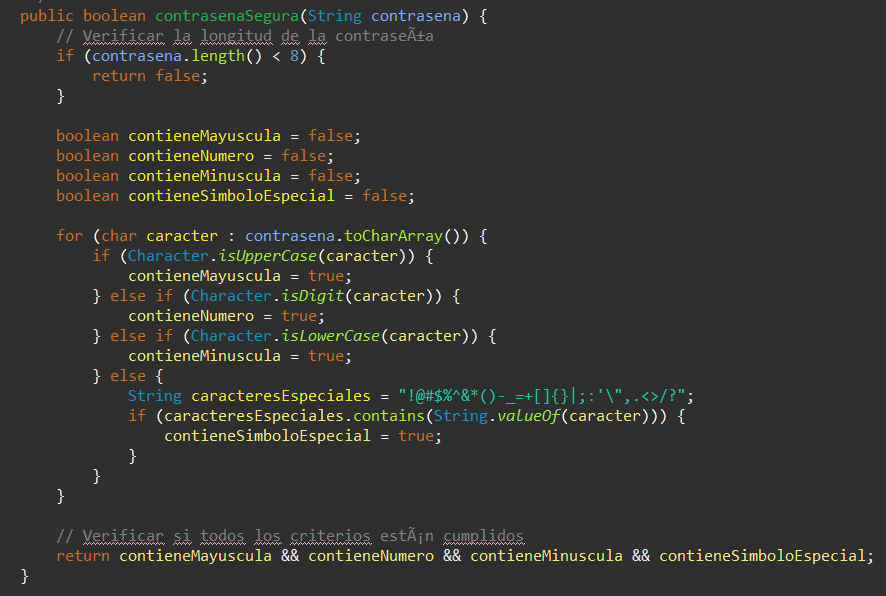 public boolean contrasenaSegura(String contrasena) {
// Verificar la longitud de la contraseÃ±a
if (contrasena.length() < 8) {
return false;
}
boolean contieneMayuscula = false;
boolean contieneNumero = false;
boolean contieneMinuscula = false;
boolean contieneSimboloEspecial = false;
for (char caracter : contrasena.toCharArray()) {
if (Character.isUpperCase(caracter)) {
contieneMayuscula = true;
} else if (Character.isDigit(caracter)) {
contieneNumero = true;
} else if (Character.isLowerCase(caracter)) {
contieneMinuscula = true;
} else {
String caracteresEspeciales = "!@#$%^&*()-_=+[]{}|;:'\",.<>/?";
if (caracteresEspeciales.contains(String.valueOf(caracter))) {
contieneSimboloEspecial = true;
}
}
}
// Verificar si todos los criterios estÃ¡n cumplidos
return contieneMayuscula && contieneNumero && contieneMinuscula && contieneSimboloEspecial;
}